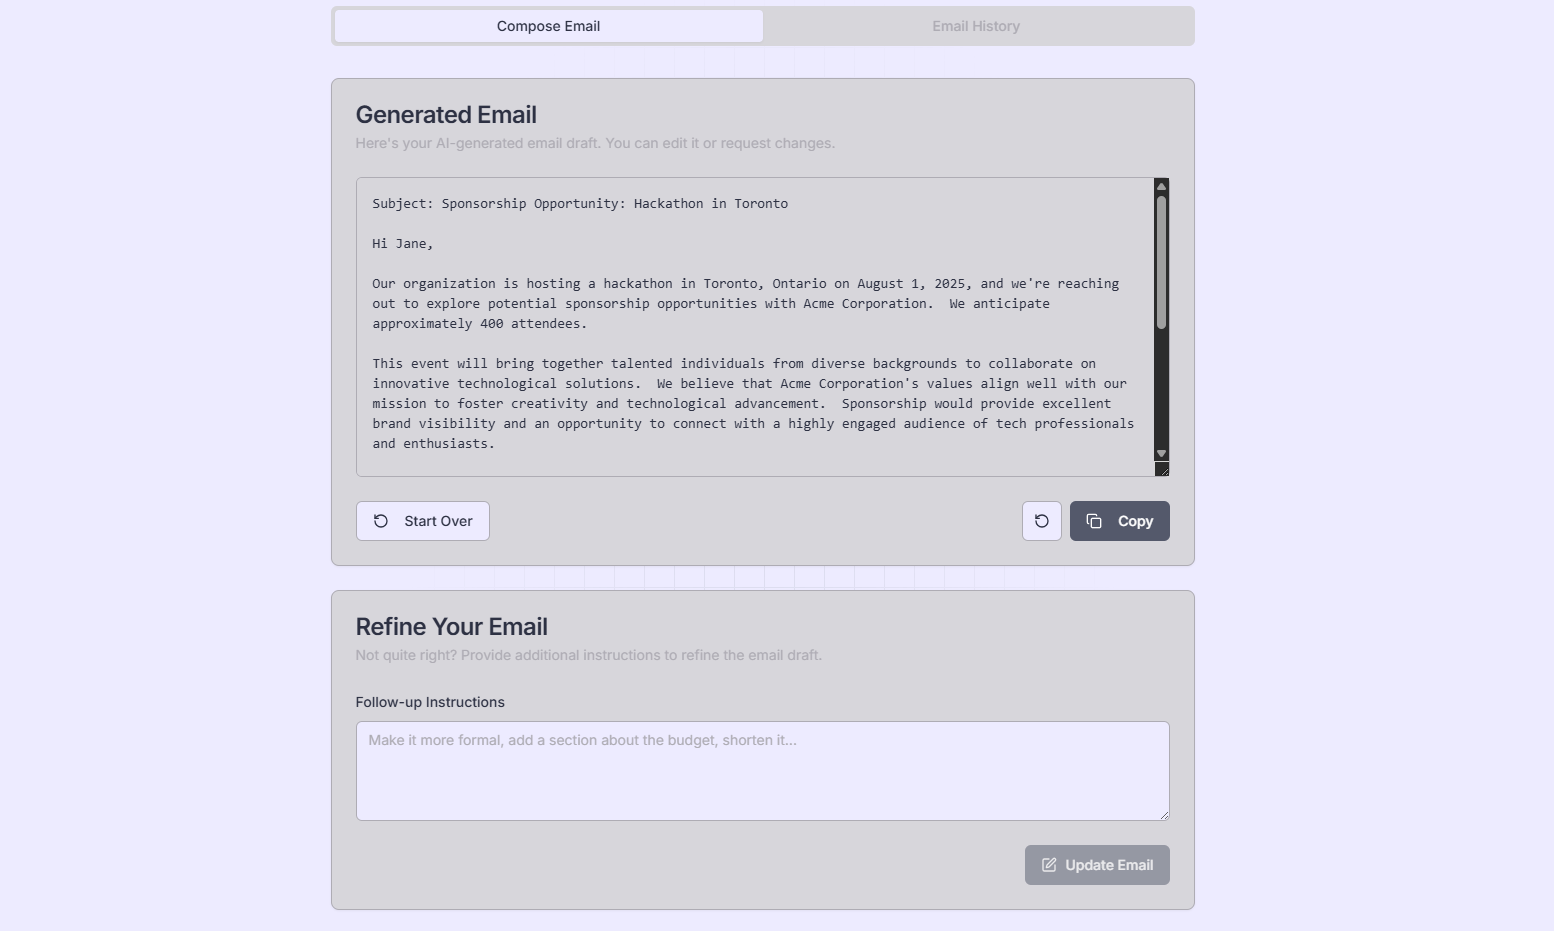 Compose Email
Email History
Generated Email
Here's your AI-generated email draft. You can edit it or request changes.
Subject: Sponsorship Opportunity: Hackathon in Toronto
Hi Jane,
Our organization is hosting a hackathon in Toronto, Ontario on August 1, 2025, and we're reaching
out to explore potential sponsorship opportunities with Acme Corporation.  We anticipate
approximately 400 attendees.
This event will bring together talented individuals from diverse backgrounds to collaborate on
innovative technological solutions.  We believe that Acme Corporation's values align well with our
mission to foster creativity and technological advancement.  Sponsorship would provide excellent
brand visibility and an opportunity to connect with a highly engaged audience of tech professionals
and enthusiasts.
Start Over
Copy
Refine Your Email
Not quite right? Provide additional instructions to refine the email draft.
Follow-up Instructions
Make it more formal, add a section about the budget, shorten it...
Update Email